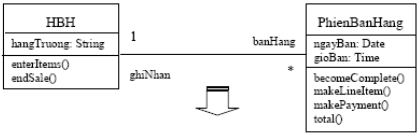 HBH
hangTruong: String
enterItems()
endSale()
1
banHang
ghiNhan
*
PhienBanHang
ngayBan: Date
gioBan: Time
becomeComplete()
makeLineItem()
makePayment()
total()